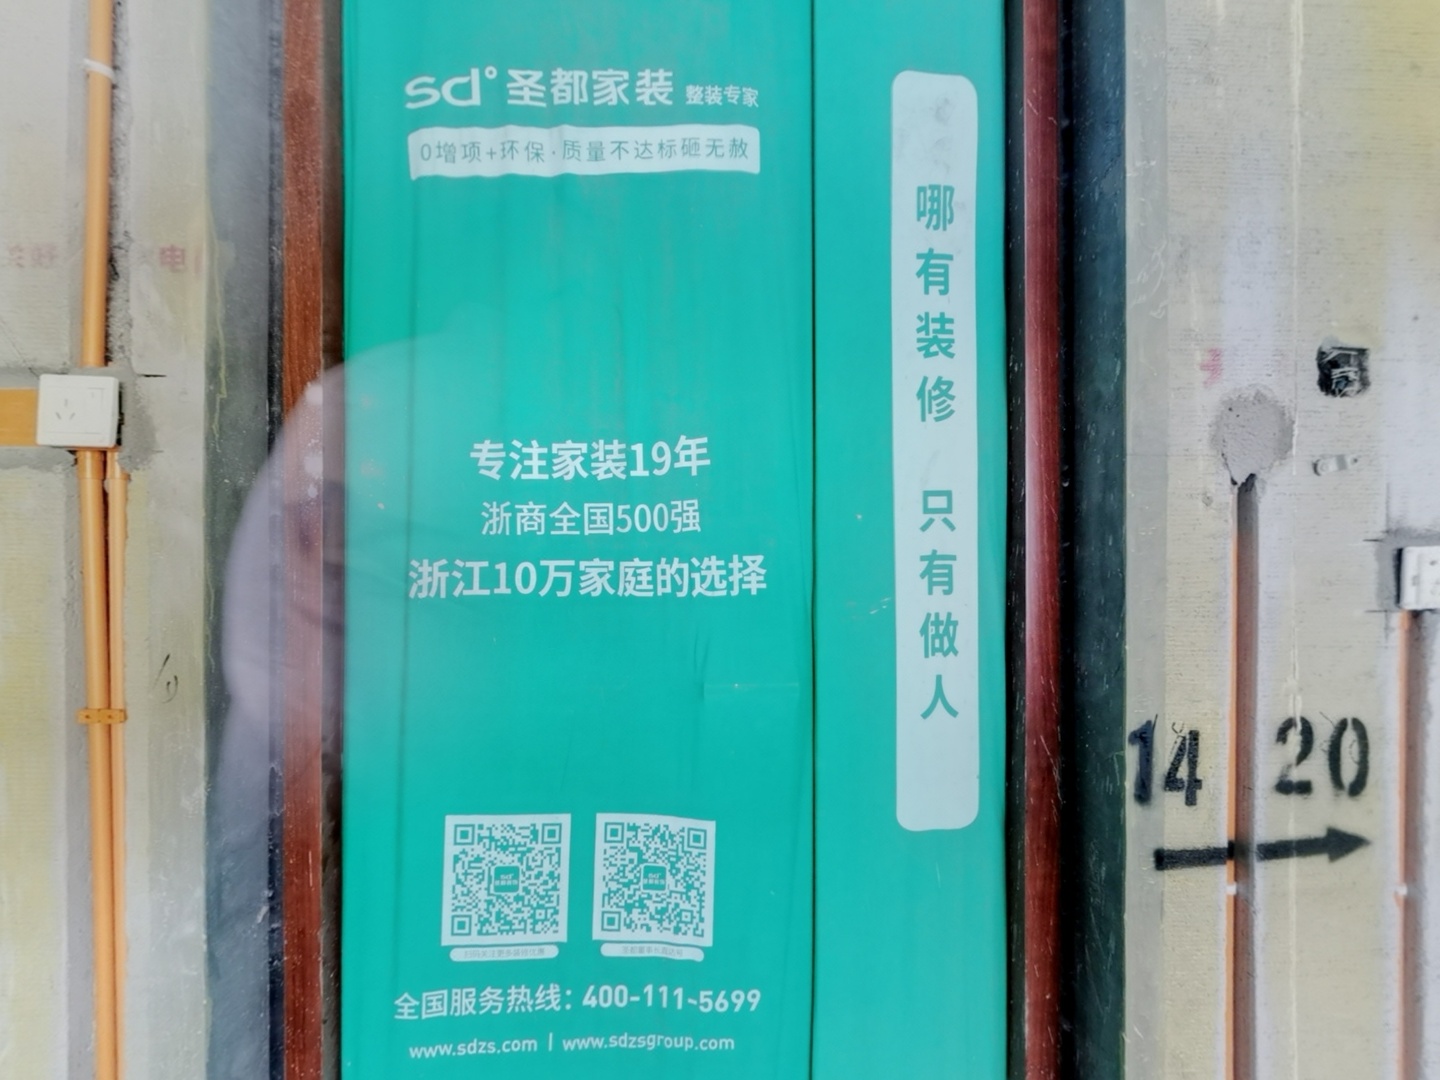 sd°圣都家装 整装专家
0增项+环保·质量不达标砸无赦
专注家装19年
浙商全国500强
浙江10万家庭的选择
全国服务热线：400-111-5699
www.sdzs.com | www.sdzsgroup.com
哪有装修 只有做人
14 20